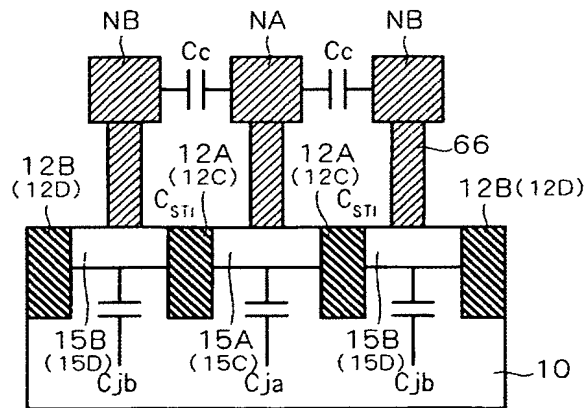 NB NA NB
Cc Cc
66
12B 12A 12A 12B (12D)
(12D) (12C) (12C)
CSTI CSTI
15B 15A 15B
(15D) (15C) (15D)
10
Cjb Cja Cjb